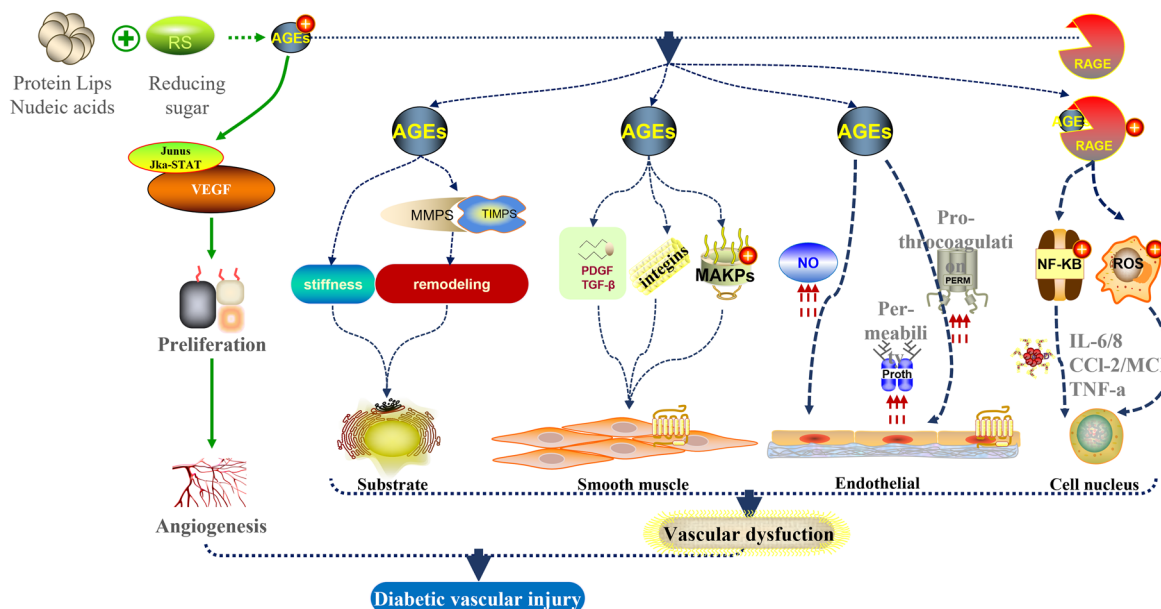 RS
AGEs
RAGE
Protein Lips
Nudeic acids
Reducing
sugar
AGEs
AGEs
AGEs
AGEs
RAGE
Junus
Jka-STAT
VEGF
MMPS
TIMPS
PDGF
TGF-β
integins
MAKPs
NO
Pro-
throcoagulati
on
PERM
NF-KB
ROS
stiffness
remodeling
Per-
meabili
ty
Proth
Preliferation
IL-6/8
CCl-2/MC
TNF-a
Substrate
Smooth muscle
Endothelial
Cell nucleus
Angiogenesis
Vascular dysfuction
Diabetic vascular injury